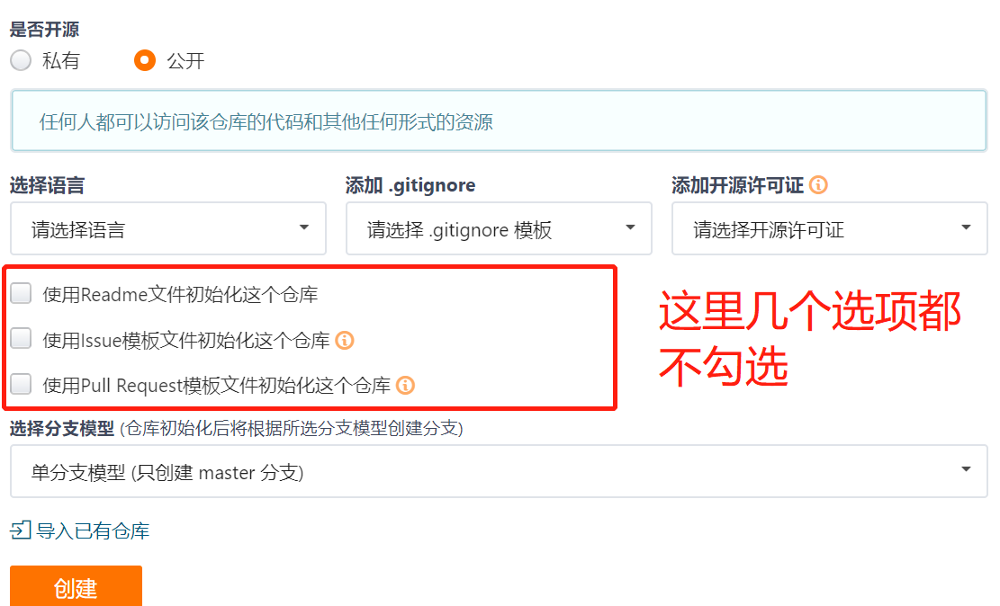 是否开源
私有 公开
任何人都可以访问该仓库的代码和其他任何形式的资源
选择语言 添加 .gitignore 添加开源许可证
请选择语言 请选择 .gitignore 模板 请选择开源许可证
使用Readme文件初始化这个仓库
使用Issue模板文件初始化这个仓库
使用Pull Request模板文件初始化这个仓库
这里几个选项都
不勾选
选择分支模型 (仓库初始化后将根据所选分支模型创建分支)
单分支模型 (只创建 master 分支)
导入已有仓库
创建